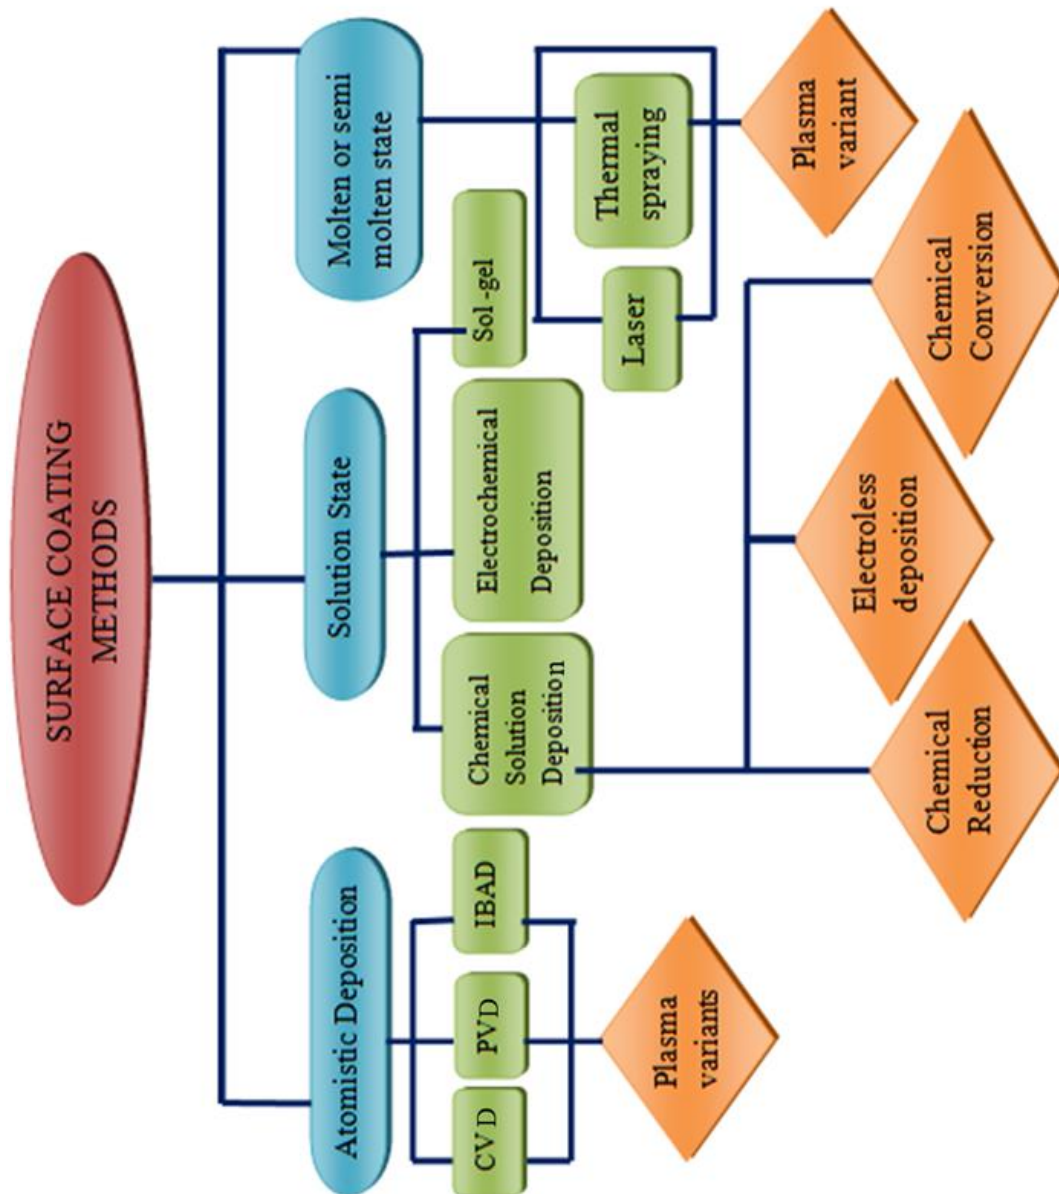 SURFACE COATING
METHODS
Atomistic Deposition
Solution State
Molten or semi
molten state
CVD
PVD
IBAD
Chemical
Solution
Deposition
Electrochemical
Deposition
Sol -gel
Laser
Thermal
spraying
Plasma
variants
Chemical
Reduction
Electroless
deposition
Chemical
Conversion
Plasma
variant